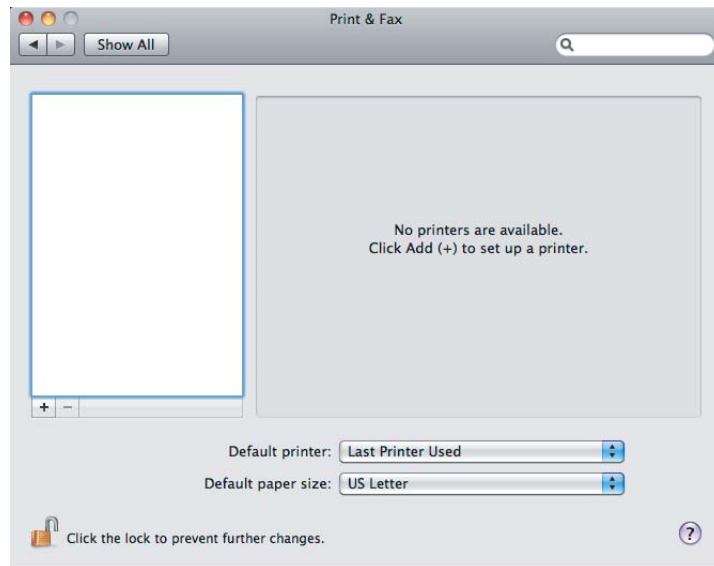 Print & Fax
Show All
No printers are available.
Click Add (+) to set up a printer.
+ −
Default printer: Last Printer Used
Default paper size: US Letter
Click the lock to prevent further changes.
?